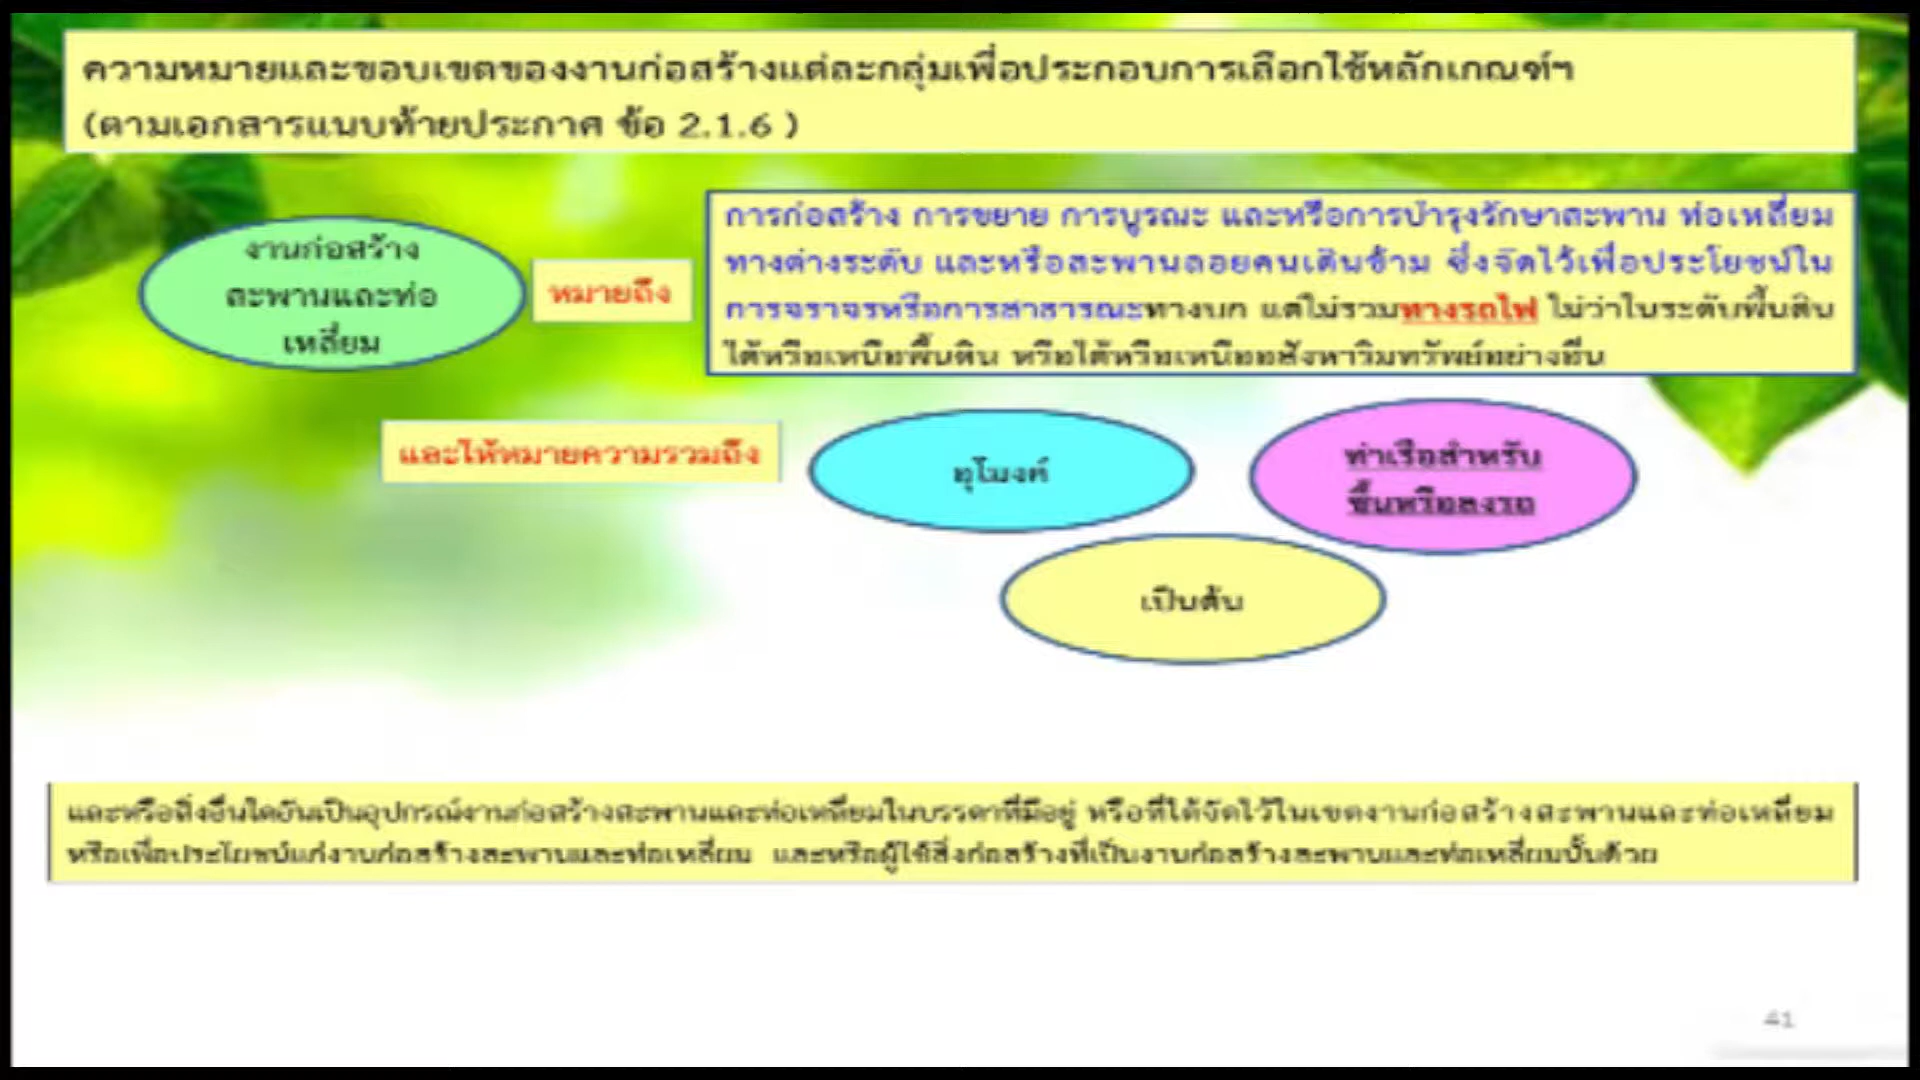 ความหมายและขอบเขตของงานก่อสร้างแต่ละกลุ่มเพื่อประกอบการเลือกใช้หลักเกณฑ์ฯ
(ตามเอกสารแนบท้ายประกาศ ข้อ 2.1.6 )
งานก่อสร้าง
สะพานและท่อ
เหลี่ยม
หมายถึง
การก่อสร้าง การขยาย การบูรณะ และหรือการบำรุงรักษาสะพาน ท่อเหลี่ยม
ทางต่างระดับ และหรือสะพานลอยคนเดินข้าม ซึ่งจัดไว้เพื่อประโยชน์ใน
การจราจรหรือการสาธารณะทางบก แต่ไม่รวมทางรถไฟ ไม่ว่าในระดับพื้นดิน
ใต้หรือเหนือพื้นดิน หรือใต้หรือเหนืออสังหาริมทรัพย์อย่างอื่น
และให้หมายความรวมถึง
อุโมงค์
ท่าเรือสำหรับ
ขึ้นหรือลงรถ
เป็นต้น
และหรือสิ่งอื่นใดอันเป็นอุปกรณ์งานก่อสร้างสะพานและท่อเหลี่ยมในบรรดาที่มีอยู่ หรือที่ได้จัดไว้ในเขตงานก่อสร้างสะพานและท่อเหลี่ยม
หรือเพื่อประโยชน์แก่งานก่อสร้างสะพานและท่อเหลี่ยม และหรือผู้ใช้สิ่งก่อสร้างที่เป็นงานก่อสร้างสะพานและท่อเหลี่ยมนั้นด้วย
41